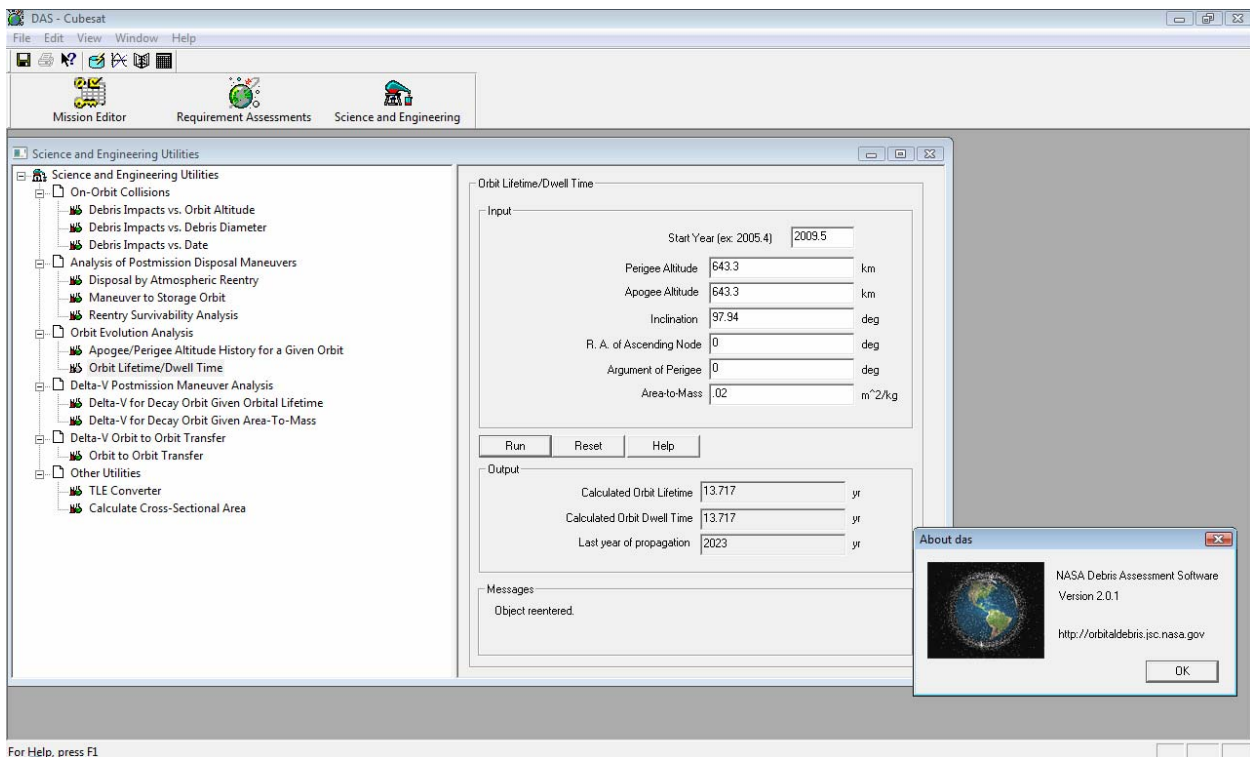 DAS - Cubesat
File Edit View Window Help
Mission Editor Requirement Assessments Science and Engineering
Science and Engineering Utilities
Science and Engineering Utilities
On-Orbit Collisions
Debris Impacts vs. Orbit Altitude
Debris Impacts vs. Debris Diameter
Debris Impacts vs. Date
Analysis of Postmission Disposal Maneuvers
Disposal by Atmospheric Reentry
Maneuver to Storage Orbit
Reentry Survivability Analysis
Orbit Evolution Analysis
Apogee/Perigee Altitude History for a Given Orbit
Orbit Lifetime/Dwell Time
Delta-V Postmission Maneuver Analysis
Delta-V for Decay Orbit Given Orbital Lifetime
Delta-V for Decay Orbit Given Area-To-Mass
Delta-V Orbit to Orbit Transfer
Orbit to Orbit Transfer
Other Utilities
TLE Converter
Calculate Cross-Sectional Area
Orbit Lifetime/Dwell Time
Input
Start Year (ex: 2005.4) 2009.5
Perigee Altitude 643.3 km
Apogee Altitude 643.3 km
Inclination 97.94 deg
R. A. of Ascending Node 0 deg
Argument of Perigee 0 deg
Area-to-Mass .02 m^2/kg
Run Reset Help
Output
Calculated Orbit Lifetime 13.717 yr
Calculated Orbit Dwell Time 13.717 yr
Last year of propagation 2023 yr
Messages
Object reentered.
About das
NASA Debris Assessment Software
Version 2.0.1
http://orbitaldebris.jsc.nasa.gov
OK
For Help, press F1